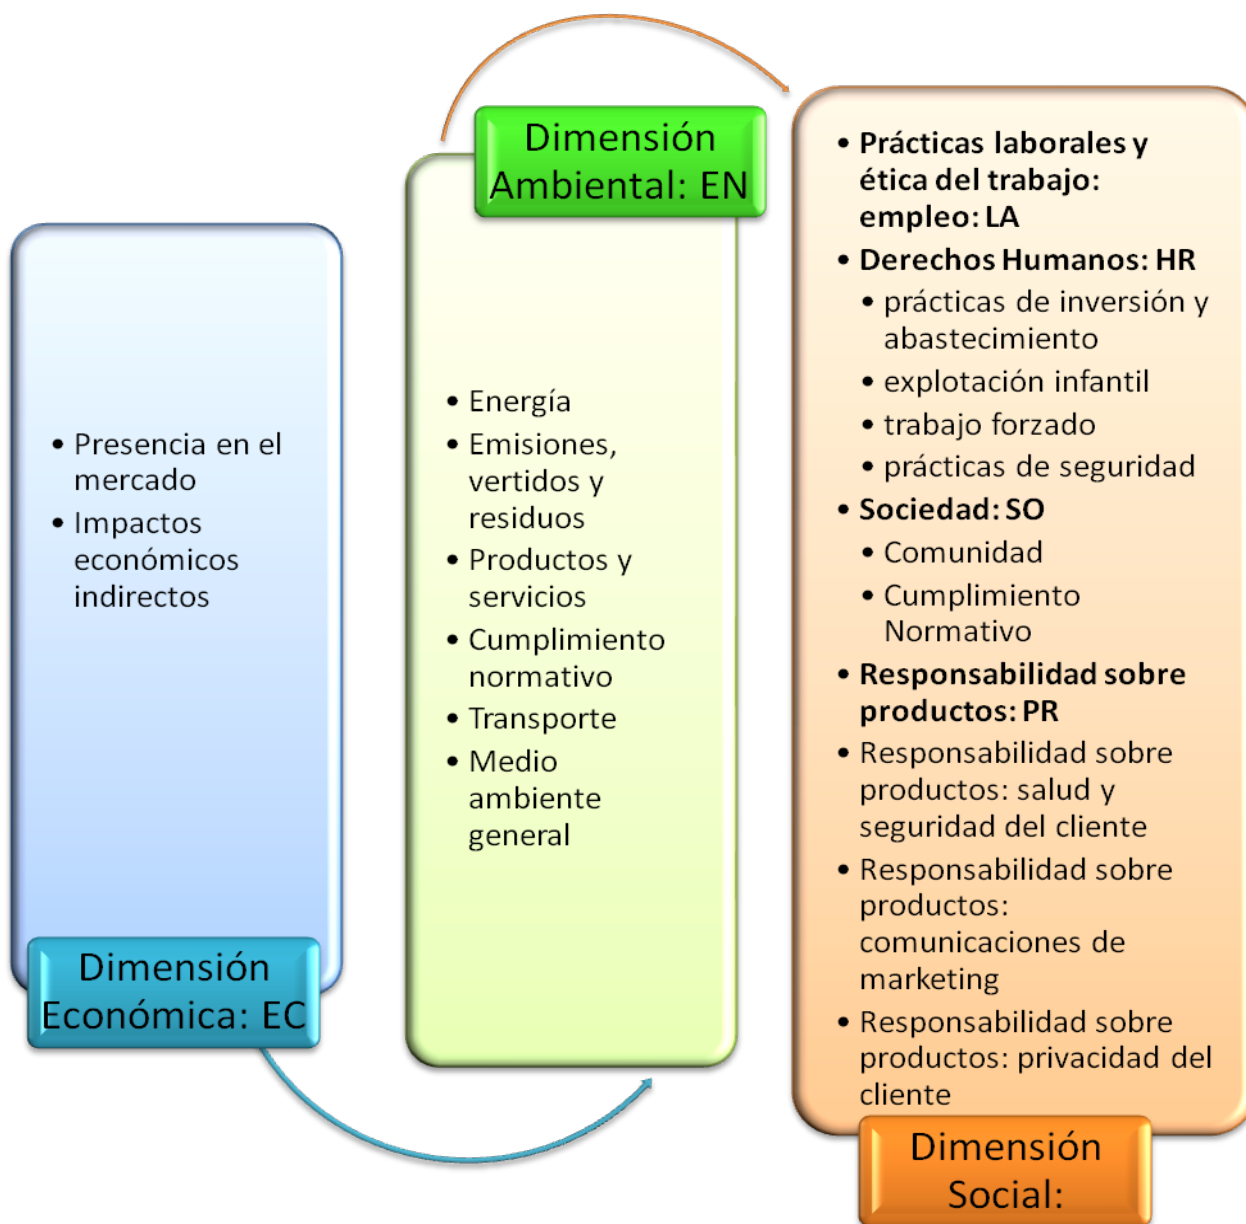 • Presencia en el
mercado
• Impactos
económicos
indirectos
Dimensión
Económica: EC
Dimensión
Ambiental: EN
• Energía
• Emisiones,
vertidos y
residuos
• Productos y
servicios
• Cumplimiento
normativo
• Transporte
• Medio
ambiente
general
• Prácticas laborales y
ética del trabajo:
empleo: LA
• Derechos Humanos: HR
• prácticas de inversión y
abastecimiento
• explotación infantil
• trabajo forzado
• prácticas de seguridad
• Sociedad: SO
• Comunidad
• Cumplimiento
Normativo
• Responsabilidad sobre
productos: PR
• Responsabilidad sobre
productos: salud y
seguridad del cliente
• Responsabilidad sobre
productos:
comunicaciones de
marketing
• Responsabilidad sobre
productos: privacidad del
cliente
Dimensión
Social: